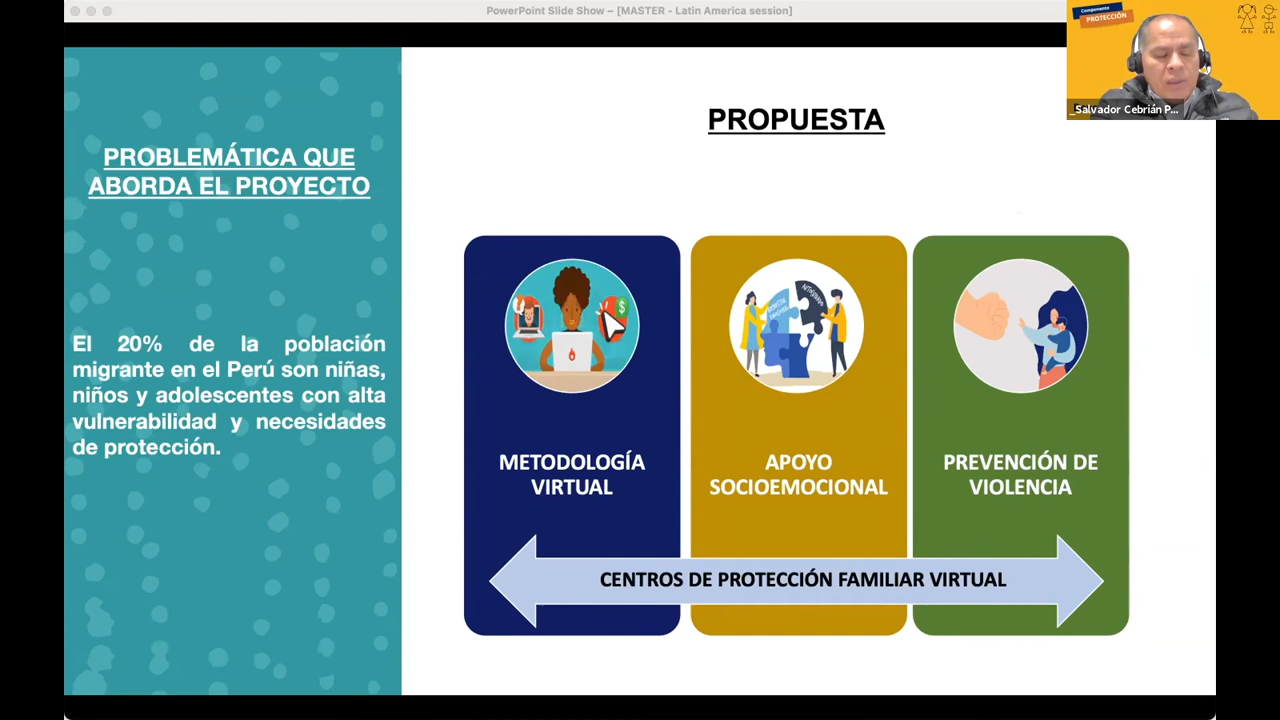 PowerPoint Slide Show – [MASTER - Latin America session]
Componente
PROTECCIÓN
_Salvador Cebrián P...
PROBLEMÁTICA QUE
ABORDA EL PROYECTO
El 20% de la población
migrante en el Perú son niñas,
niños y adolescentes con alta
vulnerabilidad y necesidades
de protección.
PROPUESTA
METODOLOGÍA
VIRTUAL
APOYO
SOCIOEMOCIONAL
PREVENCIÓN DE
VIOLENCIA
CENTROS DE PROTECCIÓN FAMILIAR VIRTUAL